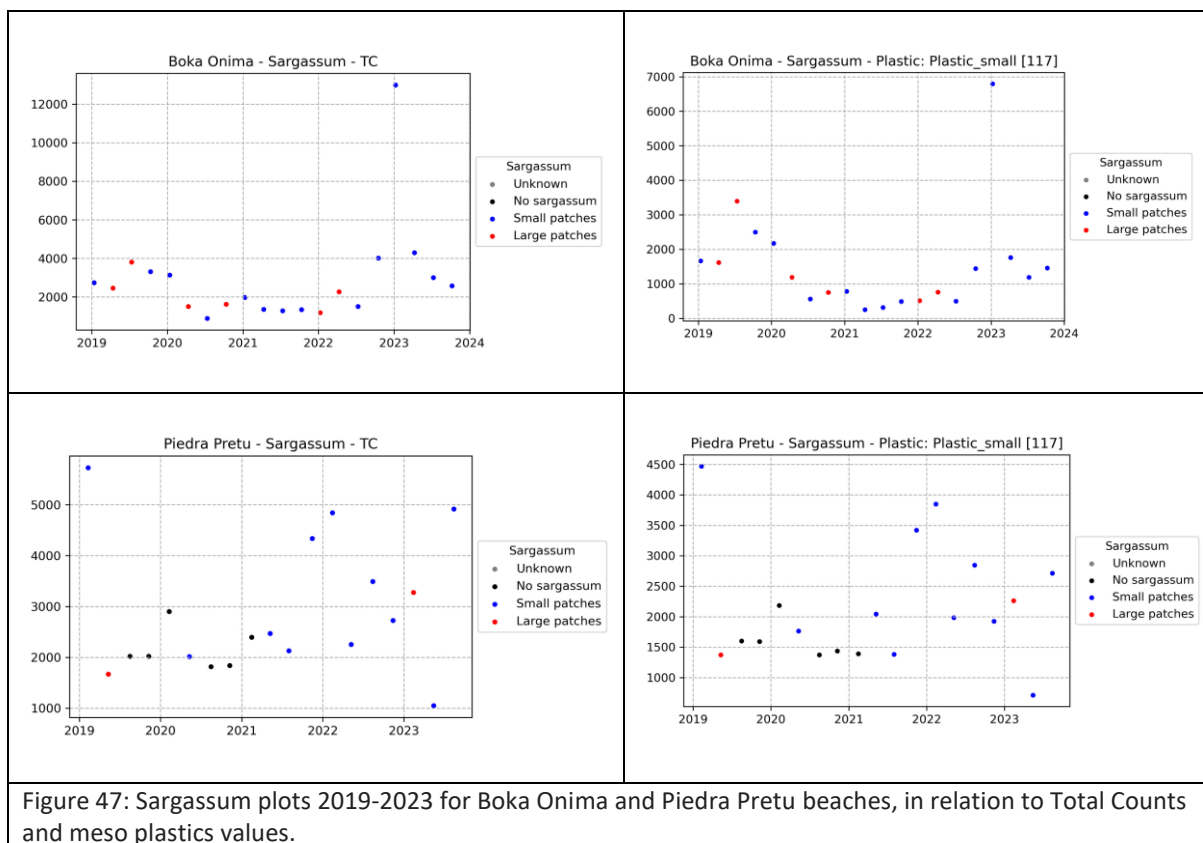 Boka Onima - Sargassum - TC
12000
10000
8000
6000
4000
2000
2019 2020 2021 2022 2023 2024
Sargassum
Unknown
No sargassum
Small patches
Large patches
Boka Onima - Sargassum - Plastic: Plastic_small [117]
7000
6000
5000
4000
3000
2000
1000
0
2019 2020 2021 2022 2023 2024
Sargassum
Unknown
No sargassum
Small patches
Large patches
Piedra Pretu - Sargassum - TC
5000
4000
3000
2000
1000
2019 2020 2021 2022 2023
Sargassum
Unknown
No sargassum
Small patches
Large patches
Piedra Pretu - Sargassum - Plastic: Plastic_small [117]
4500
4000
3500
3000
2500
2000
1500
1000
2019 2020 2021 2022 2023
Sargassum
Unknown
No sargassum
Small patches
Large patches
Figure 47: Sargassum plots 2019-2023 for Boka Onima and Piedra Pretu beaches, in relation to Total Counts
and meso plastics values.